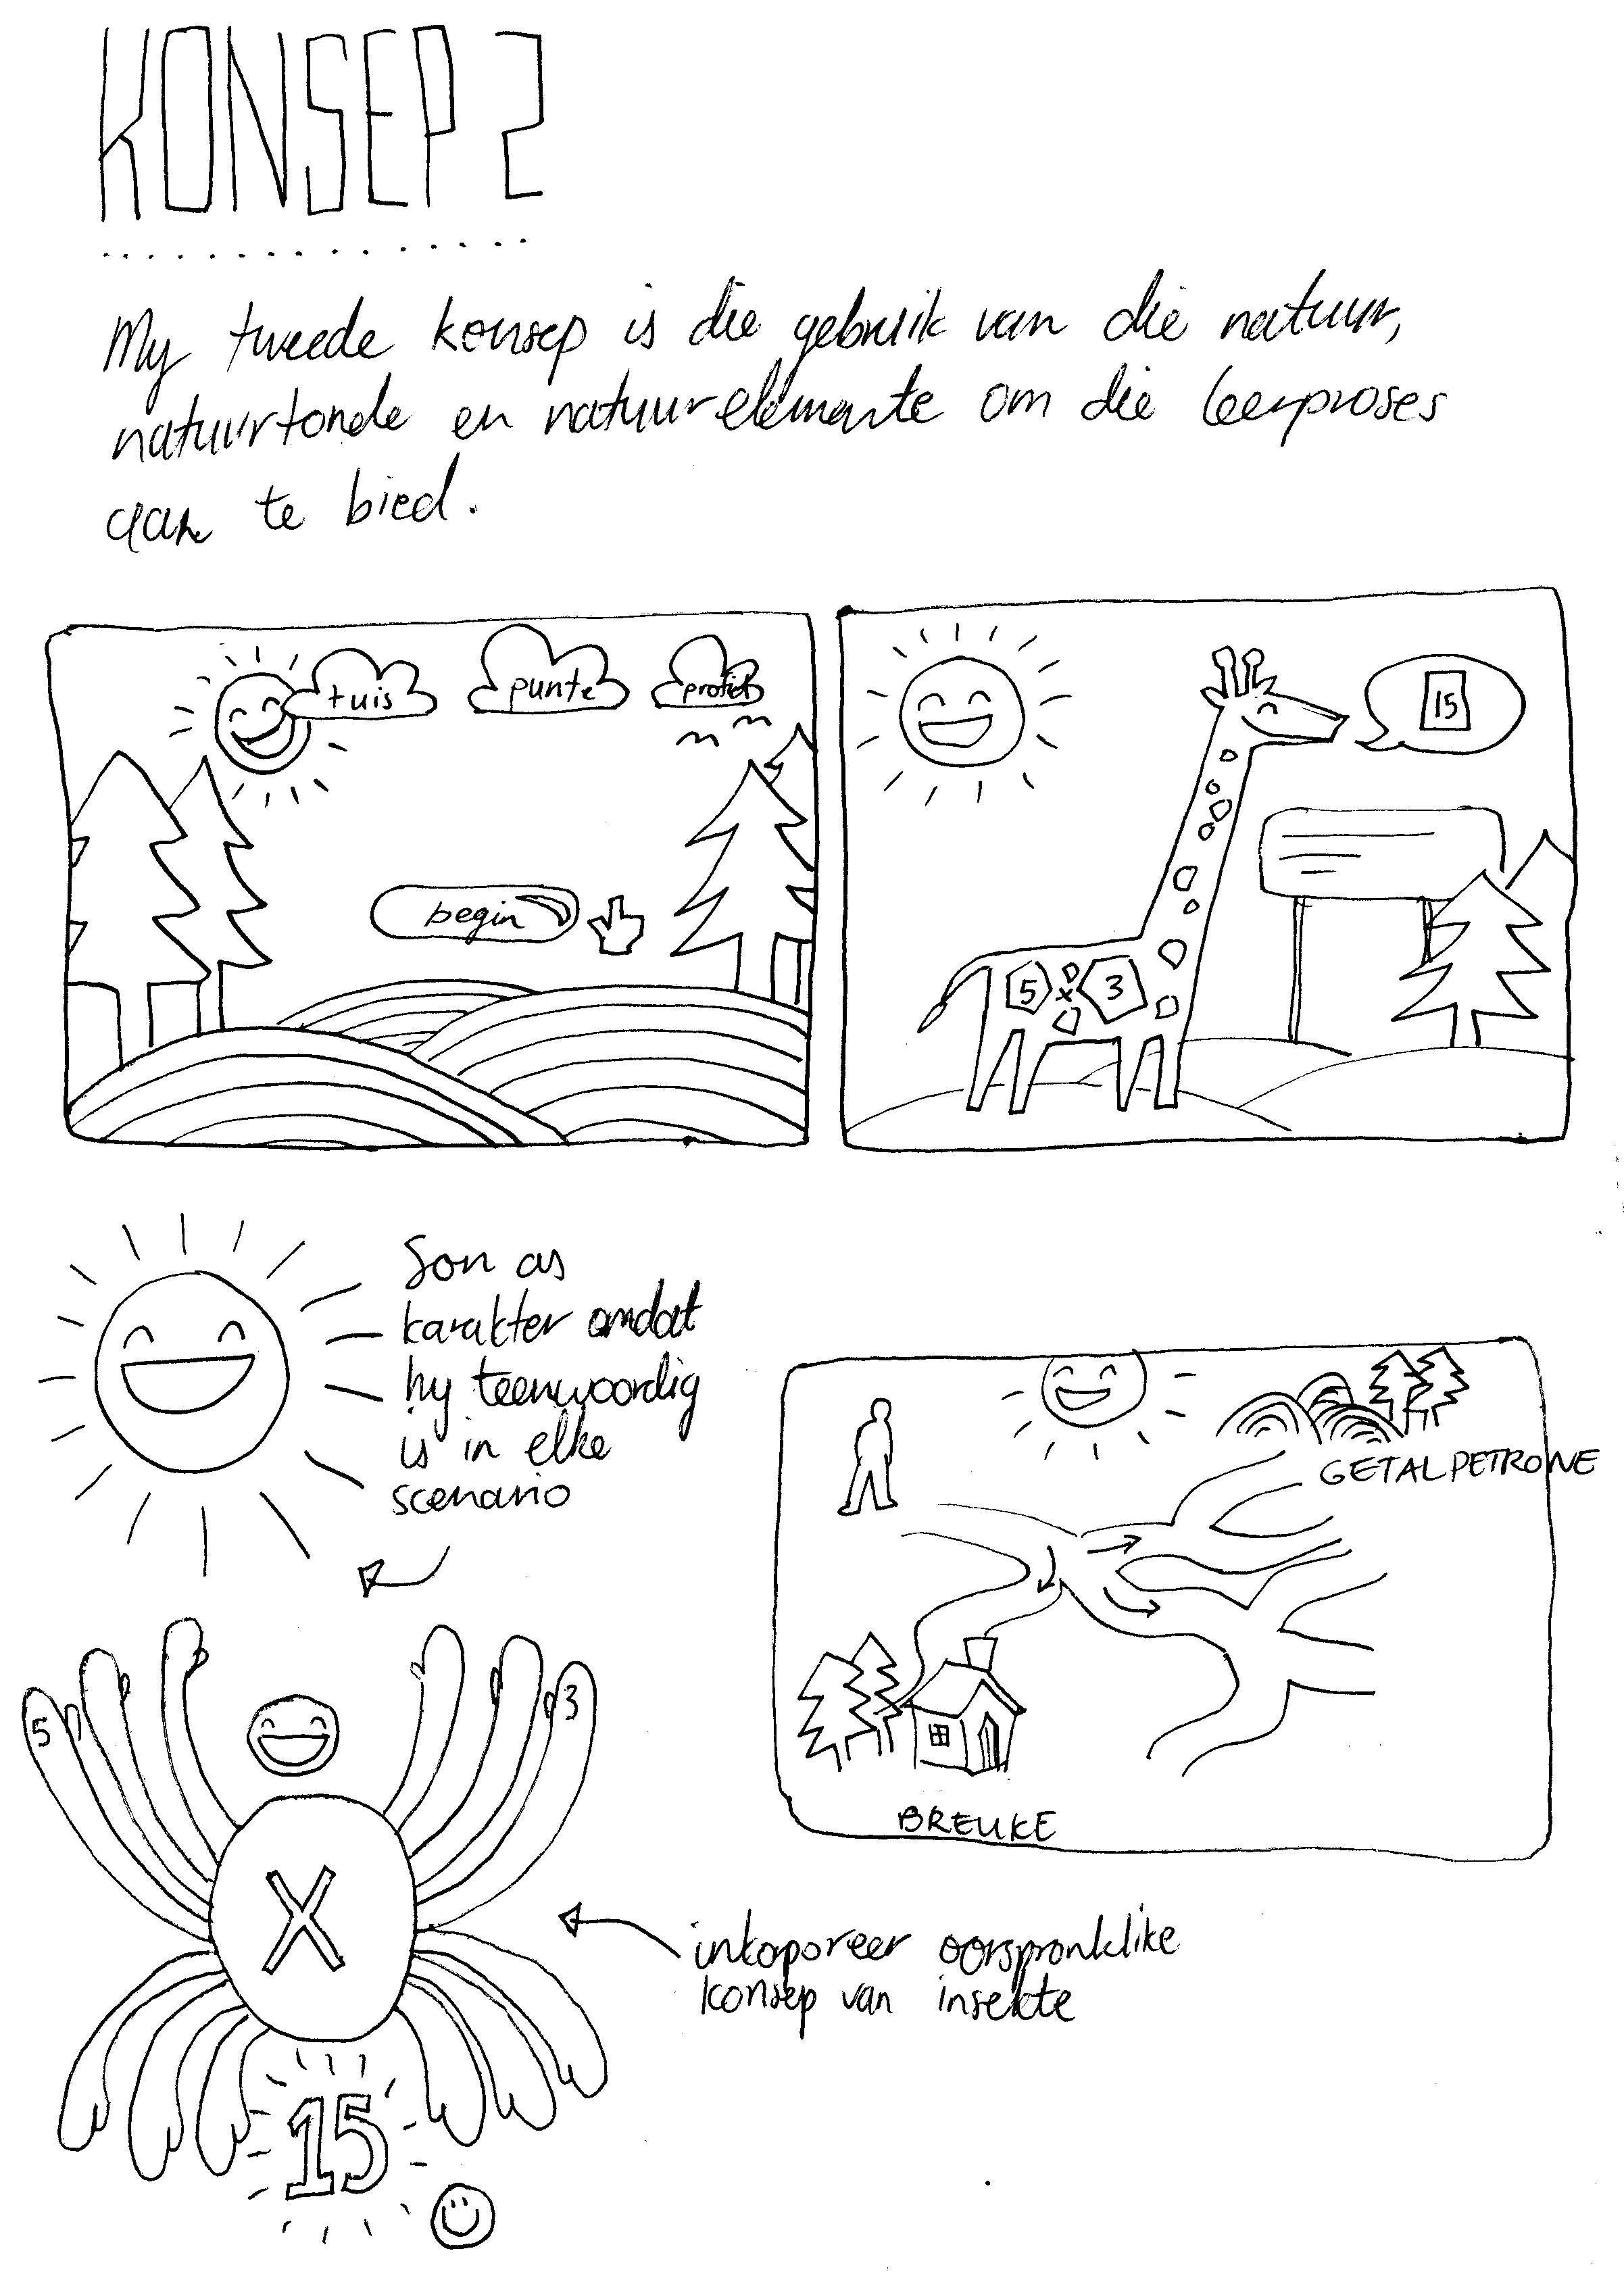 KONSEP 2
My tweede konsep is die gebruik van die natuur,
natuurtonele en natuurelemente om die leerproses
aan te bied.
tuis
punte
profiel
begin
15
5 x 3
Son as
karakter omdat
hy teenwoordig
is in elke
scenario
GETALPETRONE
BREUKE
5
3
X
inkoporeer oorspronklike
konsep van insekte
15